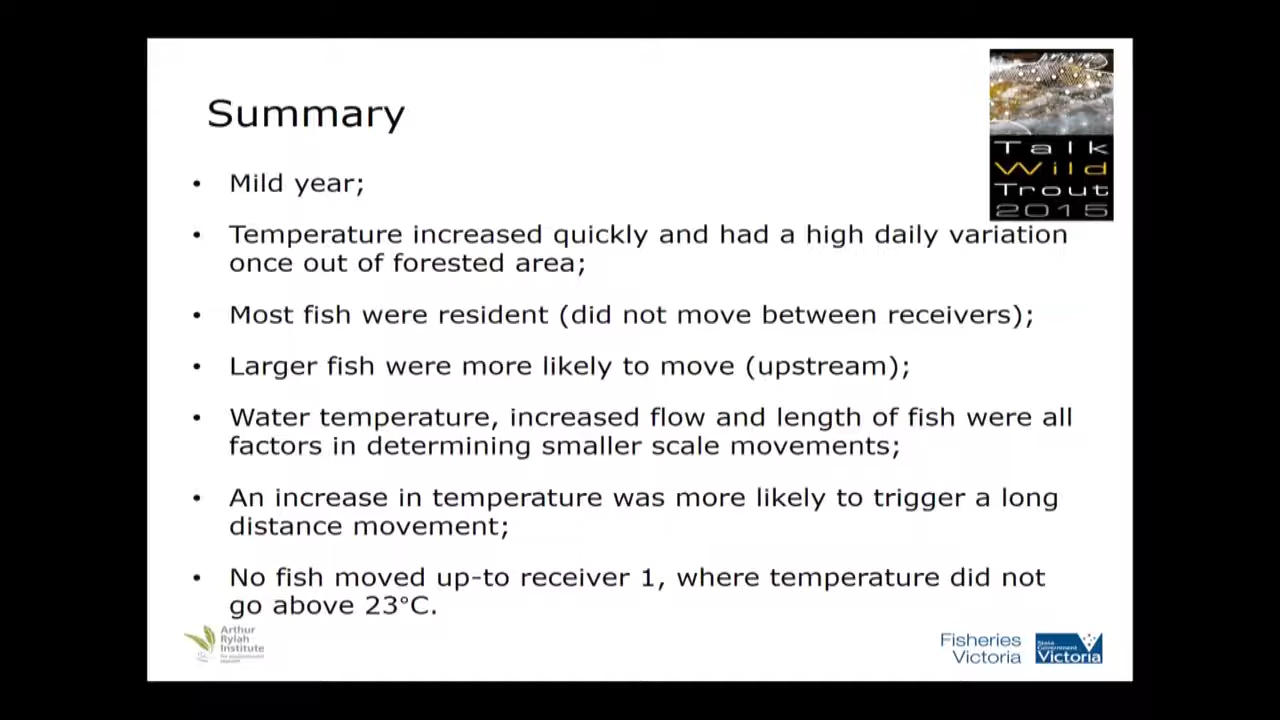 Summary
Talk
Wild
Trout
2015
• Mild year;
• Temperature increased quickly and had a high daily variation
once out of forested area;
• Most fish were resident (did not move between receivers);
• Larger fish were more likely to move (upstream);
• Water temperature, increased flow and length of fish were all
factors in determining smaller scale movements;
• An increase in temperature was more likely to trigger a long
distance movement;
• No fish moved up-to receiver 1, where temperature did not
go above 23°C.
Arthur
Rylah
Institute
Fisheries
Victoria
State
Government
Victoria